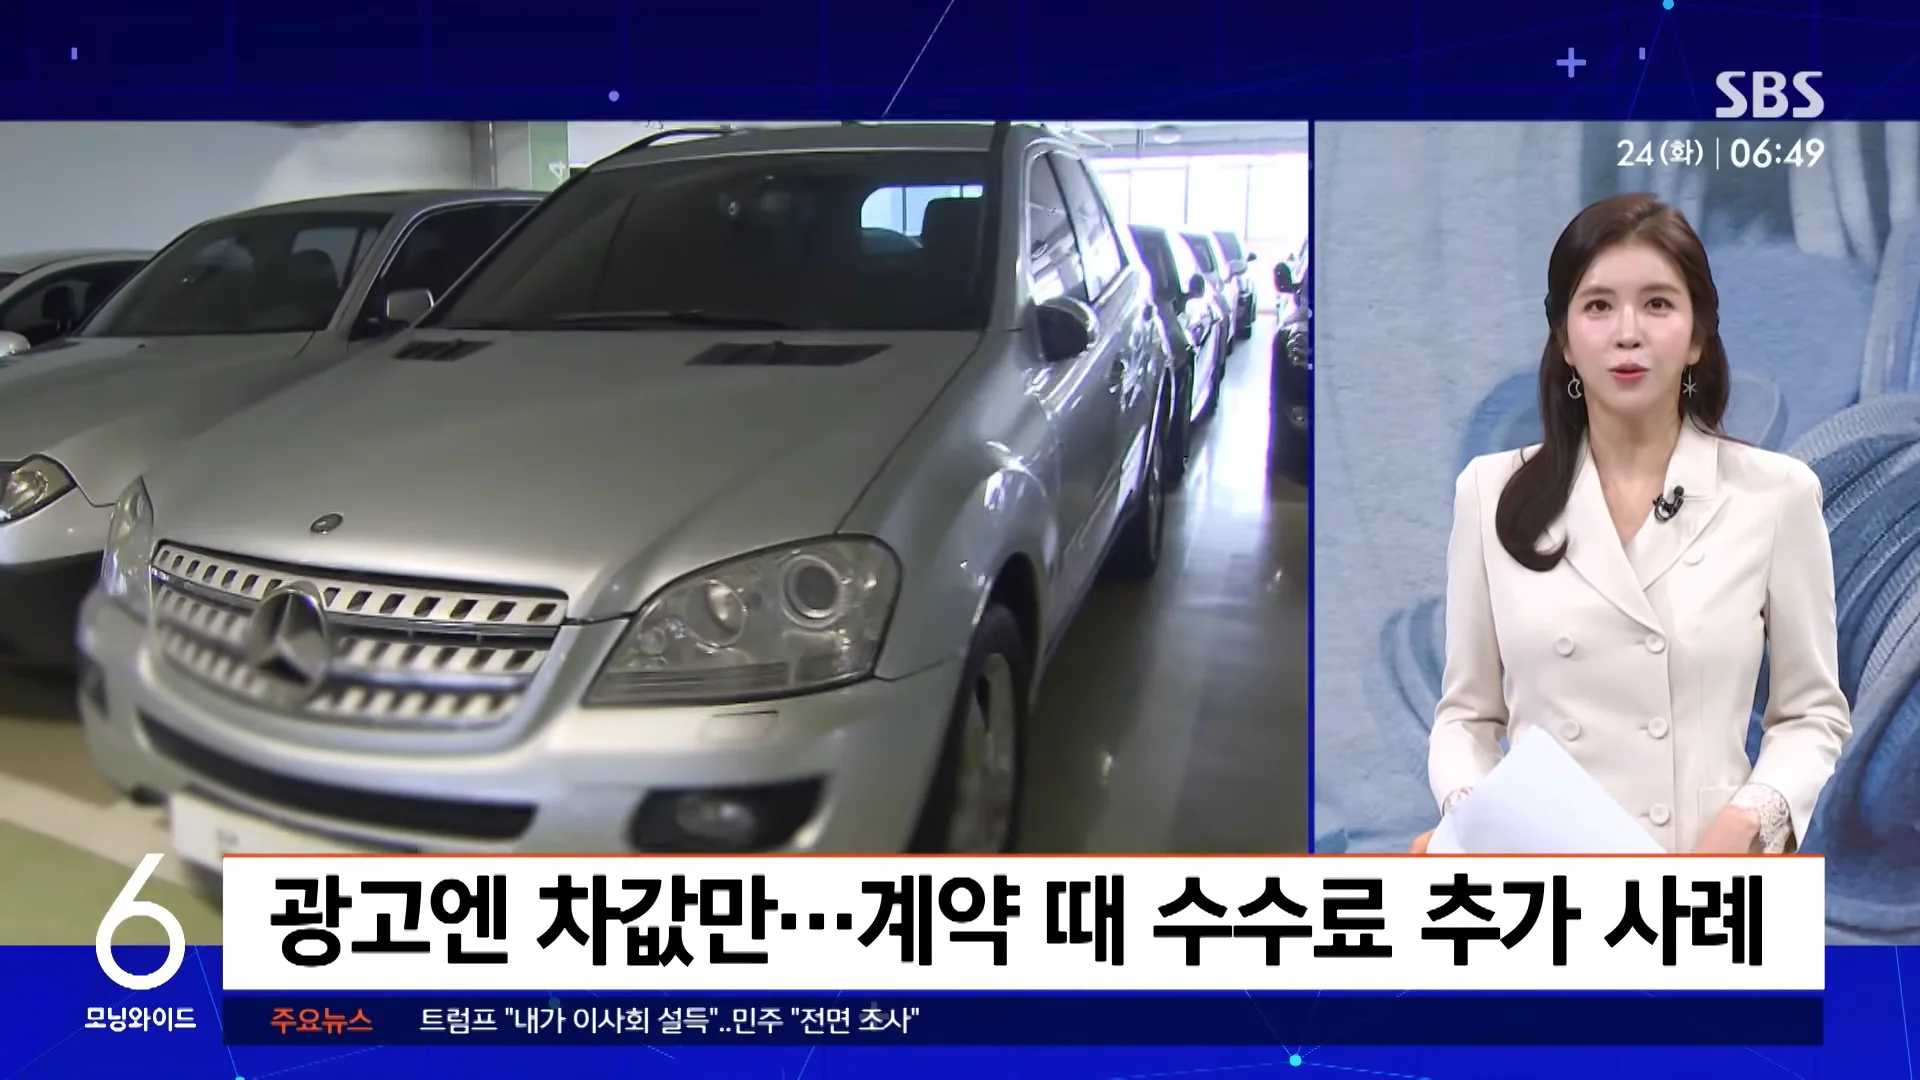 SBS
24(화) | 06:49
6
모닝와이드
광고엔 차값만…계약 때 수수료 추가 사례
주요뉴스 트럼프 "내가 이사회 설득"..민주 "전면 조사"